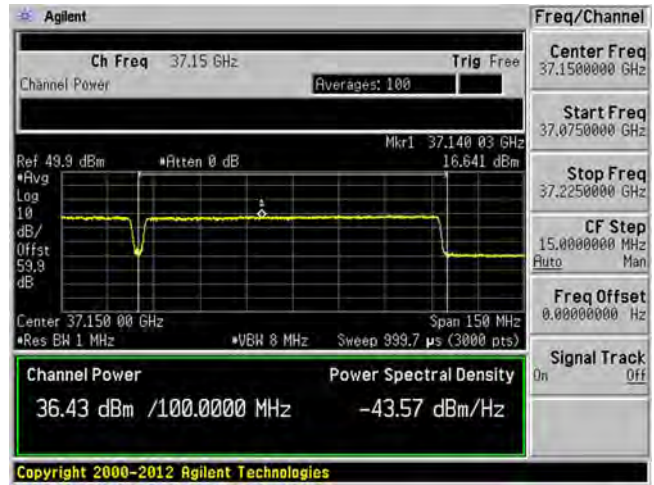 Agilent
Freq/Channel
Ch Freq 37.15 GHz Trig Free
Channel Power Averages: 100
Center Freq
37.1500000 GHz
Start Freq
37.0750000 GHz
Mkr1 37.140 03 GHz
Ref 49.9 dBm •Atten 0 dB 16.641 dBm
•Avg
Log
10
dB/
Offst
59.9
dB
1
Stop Freq
37.2250000 GHz
CF Step
15.0000000 MHz
Auto Man
Freq Offset
0.00000000 Hz
Center 37.150 00 GHz Span 150 MHz
•Res BW 1 MHz •VBW 8 MHz Sweep 999.7 µs (3000 pts)
Signal Track
On Off
Channel Power Power Spectral Density
36.43 dBm /100.0000 MHz -43.57 dBm/Hz
Copyright 2000-2012 Agilent Technologies